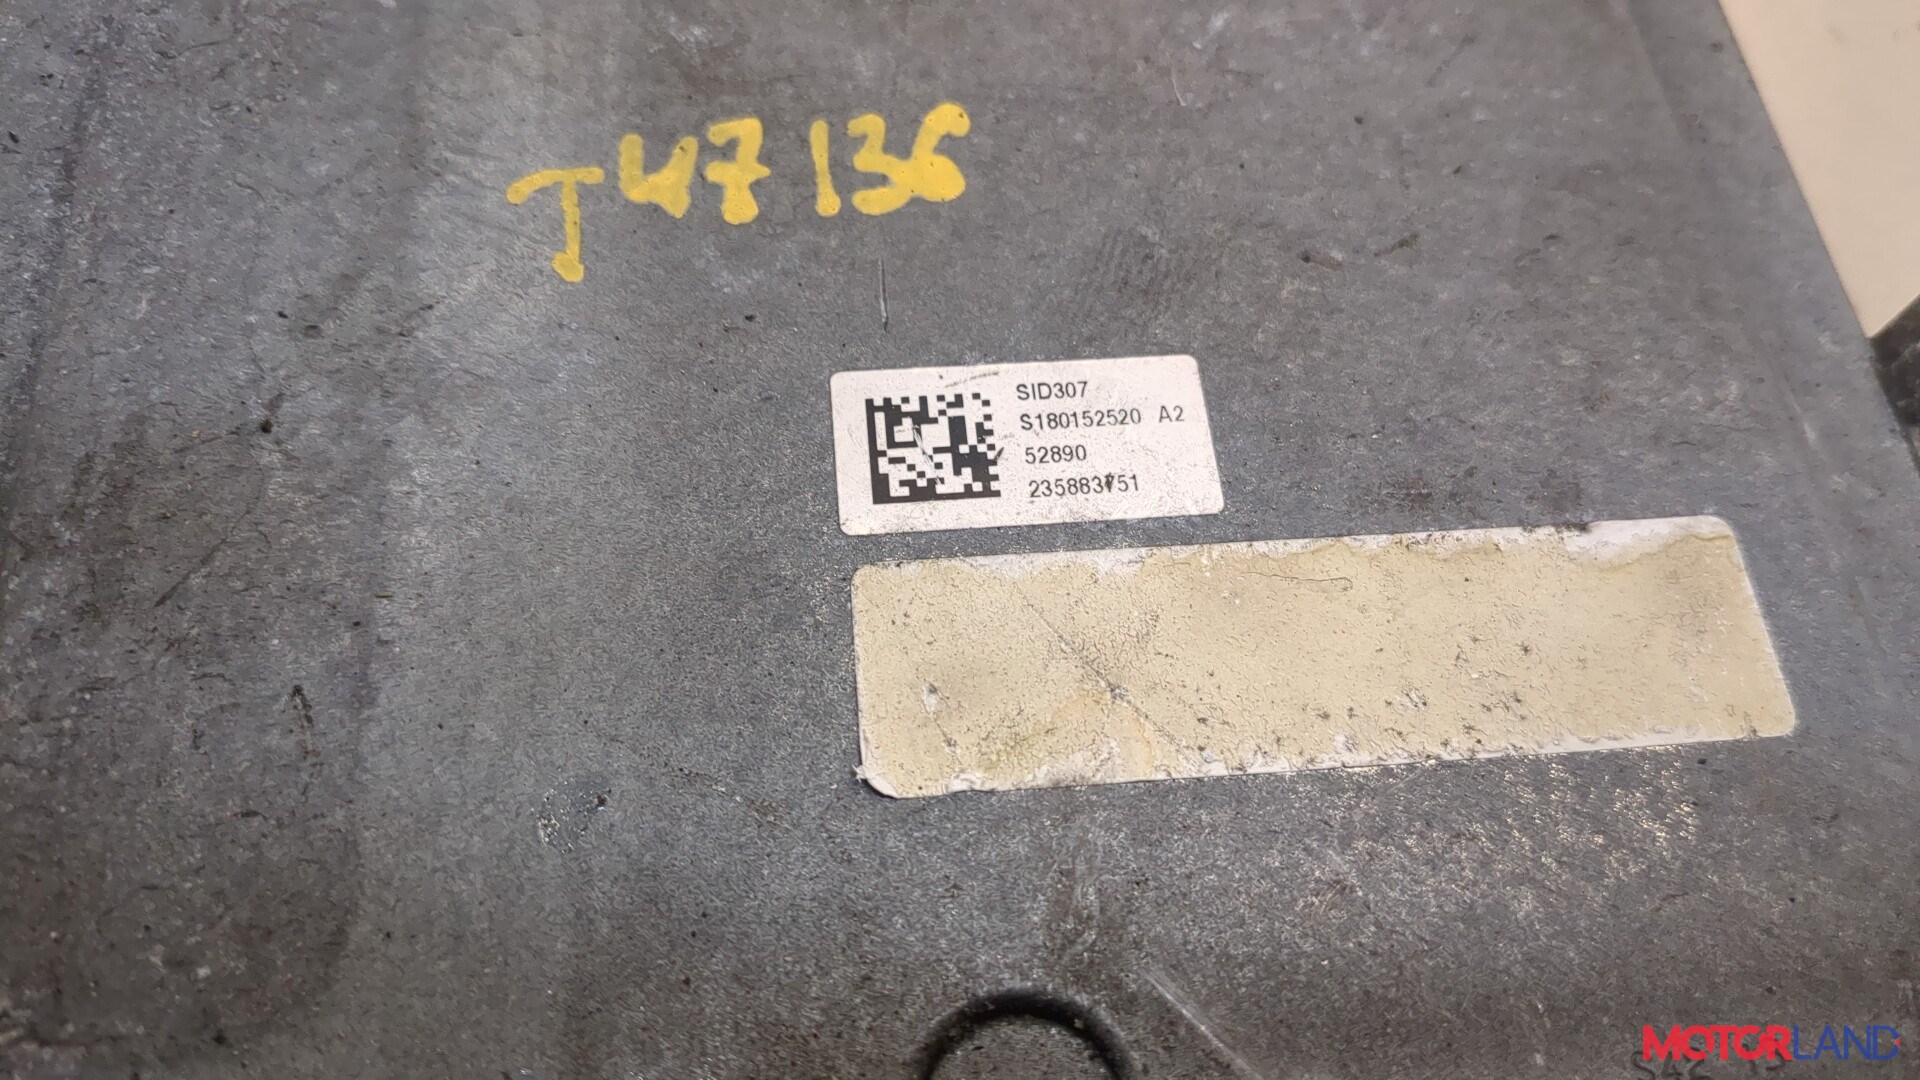 T47136
SID307
S180152520 A2
52890
235883751
MOTORLAND